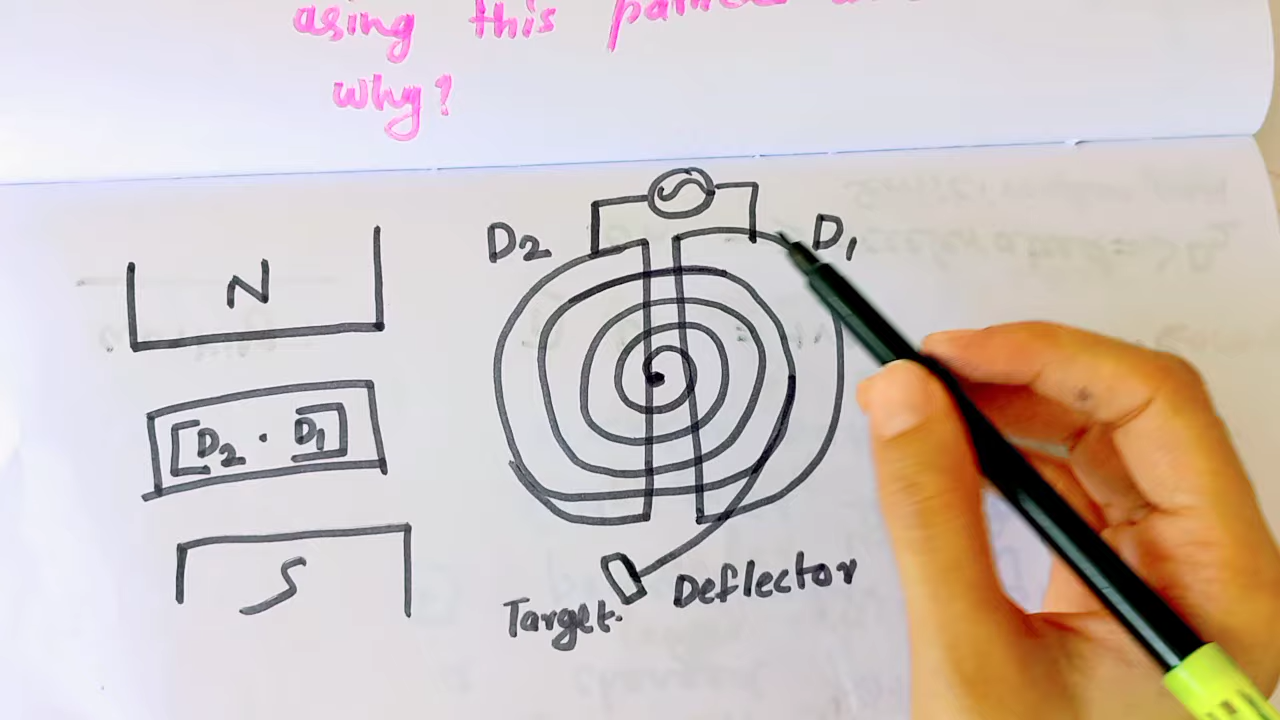 using this
why?
D2
D1
N
[D2 . D1]
S
Deflector
Target.